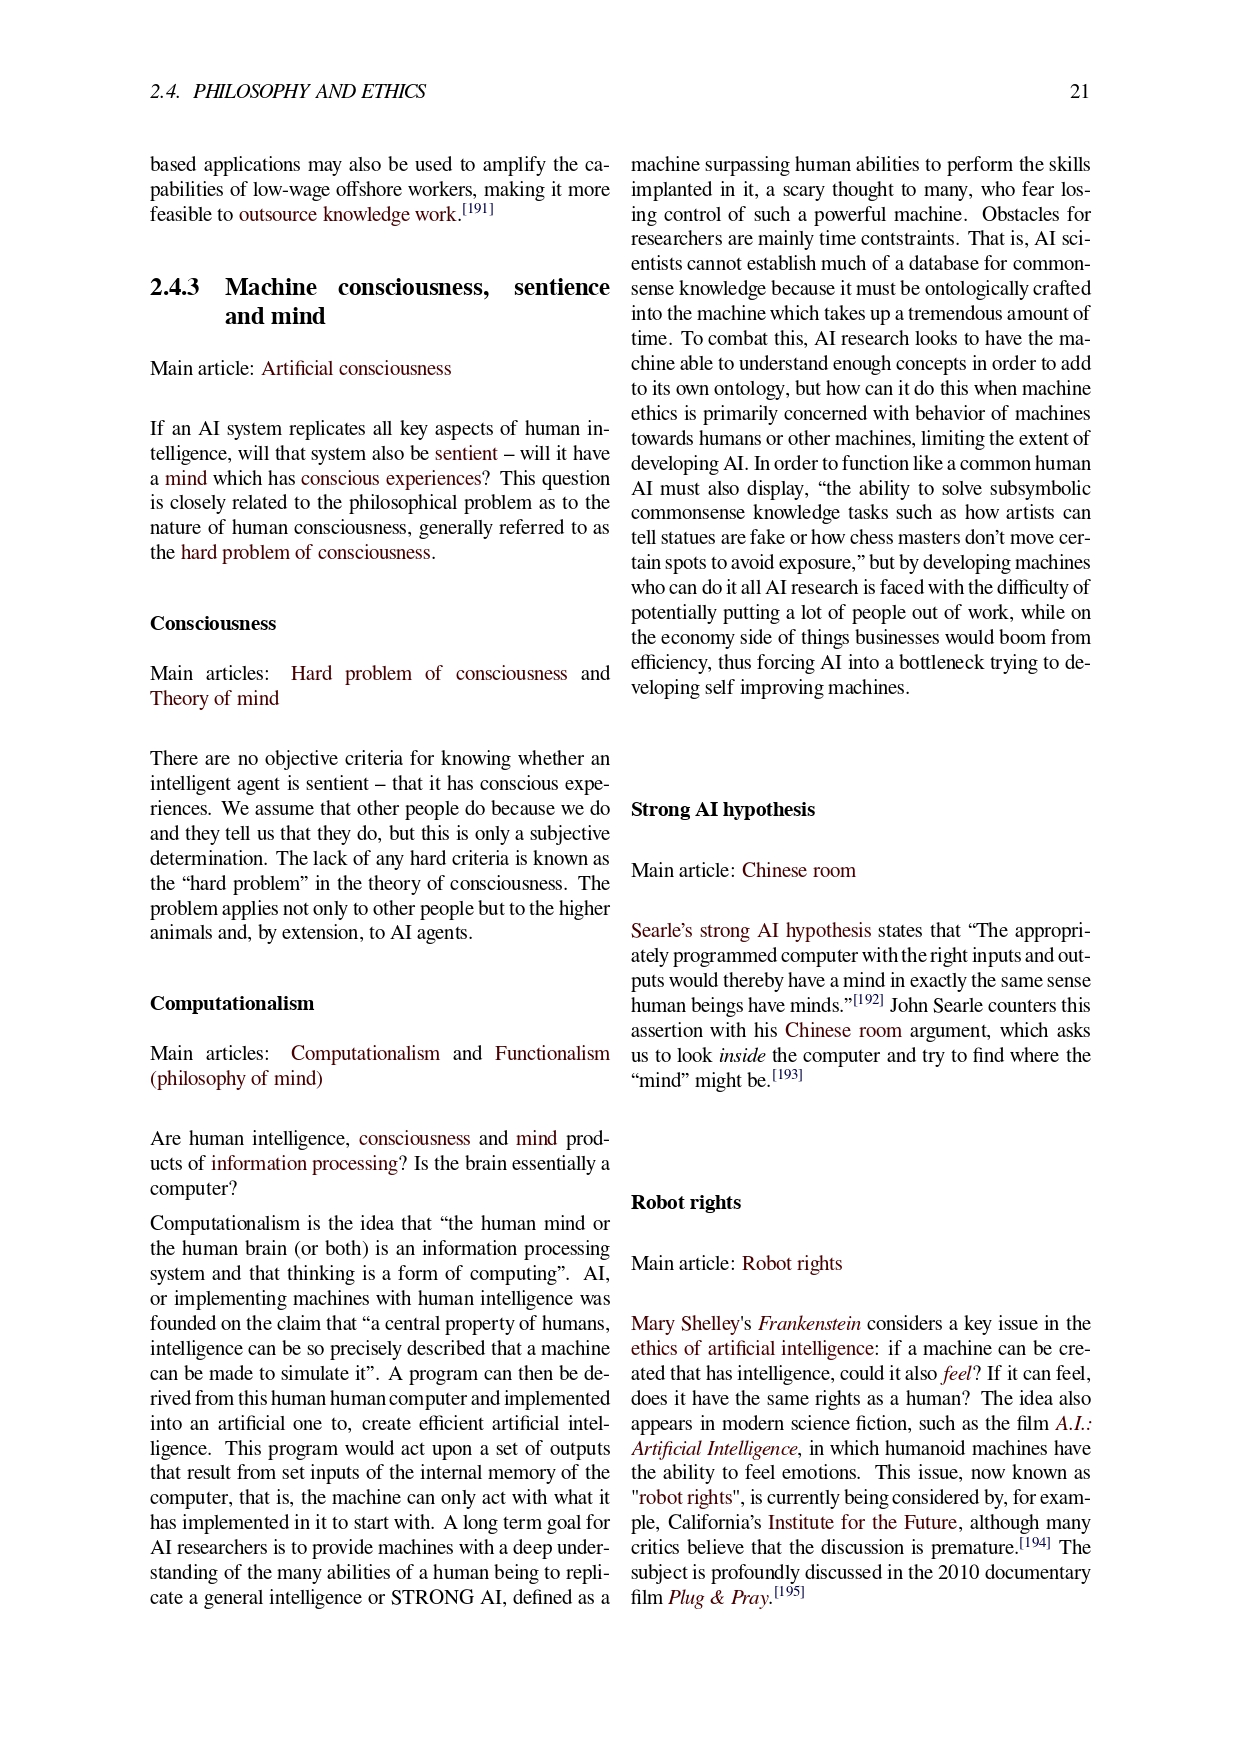 2.4. PHILOSOPHY AND ETHICS 21
based applications may also be used to amplify the ca-
pabilities of low-wage offshore workers, making it more
feasible to outsource knowledge work.[191]
2.4.3 Machine consciousness, sentience
and mind
Main article: Artificial consciousness
If an AI system replicates all key aspects of human in-
telligence, will that system also be sentient – will it have
a mind which has conscious experiences? This question
is closely related to the philosophical problem as to the
nature of human consciousness, generally referred to as
the hard problem of consciousness.
Consciousness
Main articles: Hard problem of consciousness and
Theory of mind
There are no objective criteria for knowing whether an
intelligent agent is sentient – that it has conscious expe-
riences. We assume that other people do because we do
and they tell us that they do, but this is only a subjective
determination. The lack of any hard criteria is known as
the “hard problem” in the theory of consciousness. The
problem applies not only to other people but to the higher
animals and, by extension, to AI agents.
Computationalism
Main articles: Computationalism and Functionalism
(philosophy of mind)
Are human intelligence, consciousness and mind prod-
ucts of information processing? Is the brain essentially a
computer?
Computationalism is the idea that “the human mind or
the human brain (or both) is an information processing
system and that thinking is a form of computing”. AI,
or implementing machines with human intelligence was
founded on the claim that “a central property of humans,
intelligence can be so precisely described that a machine
can be made to simulate it”. A program can then be de-
rived from this human human computer and implemented
into an artificial one to, create efficient artificial intel-
ligence. This program would act upon a set of outputs
that result from set inputs of the internal memory of the
computer, that is, the machine can only act with what it
has implemented in it to start with. A long term goal for
AI researchers is to provide machines with a deep under-
standing of the many abilities of a human being to repli-
cate a general intelligence or STRONG AI, defined as a
machine surpassing human abilities to perform the skills
implanted in it, a scary thought to many, who fear los-
ing control of such a powerful machine. Obstacles for
researchers are mainly time contstraints. That is, AI sci-
entists cannot establish much of a database for common-
sense knowledge because it must be ontologically crafted
into the machine which takes up a tremendous amount of
time. To combat this, AI research looks to have the ma-
chine able to understand enough concepts in order to add
to its own ontology, but how can it do this when machine
ethics is primarily concerned with behavior of machines
towards humans or other machines, limiting the extent of
developing AI. In order to function like a common human
AI must also display, “the ability to solve subsymbolic
commonsense knowledge tasks such as how artists can
tell statues are fake or how chess masters don’t move cer-
tain spots to avoid exposure,” but by developing machines
who can do it all AI research is faced with the difficulty of
potentially putting a lot of people out of work, while on
the economy side of things businesses would boom from
efficiency, thus forcing AI into a bottleneck trying to de-
veloping self improving machines.
Strong AI hypothesis
Main article: Chinese room
Searle’s strong AI hypothesis states that “The appropri-
ately programmed computer with the right inputs and out-
puts would thereby have a mind in exactly the same sense
human beings have minds.”[192] John Searle counters this
assertion with his Chinese room argument, which asks
us to look inside the computer and try to find where the
“mind” might be.[193]
Robot rights
Main article: Robot rights
Mary Shelley's Frankenstein considers a key issue in the
ethics of artificial intelligence: if a machine can be cre-
ated that has intelligence, could it also feel? If it can feel,
does it have the same rights as a human? The idea also
appears in modern science fiction, such as the film A.I.:
Artificial Intelligence, in which humanoid machines have
the ability to feel emotions. This issue, now known as
"robot rights", is currently being considered by, for exam-
ple, California’s Institute for the Future, although many
critics believe that the discussion is premature.[194] The
subject is profoundly discussed in the 2010 documentary
film Plug & Pray.[195]